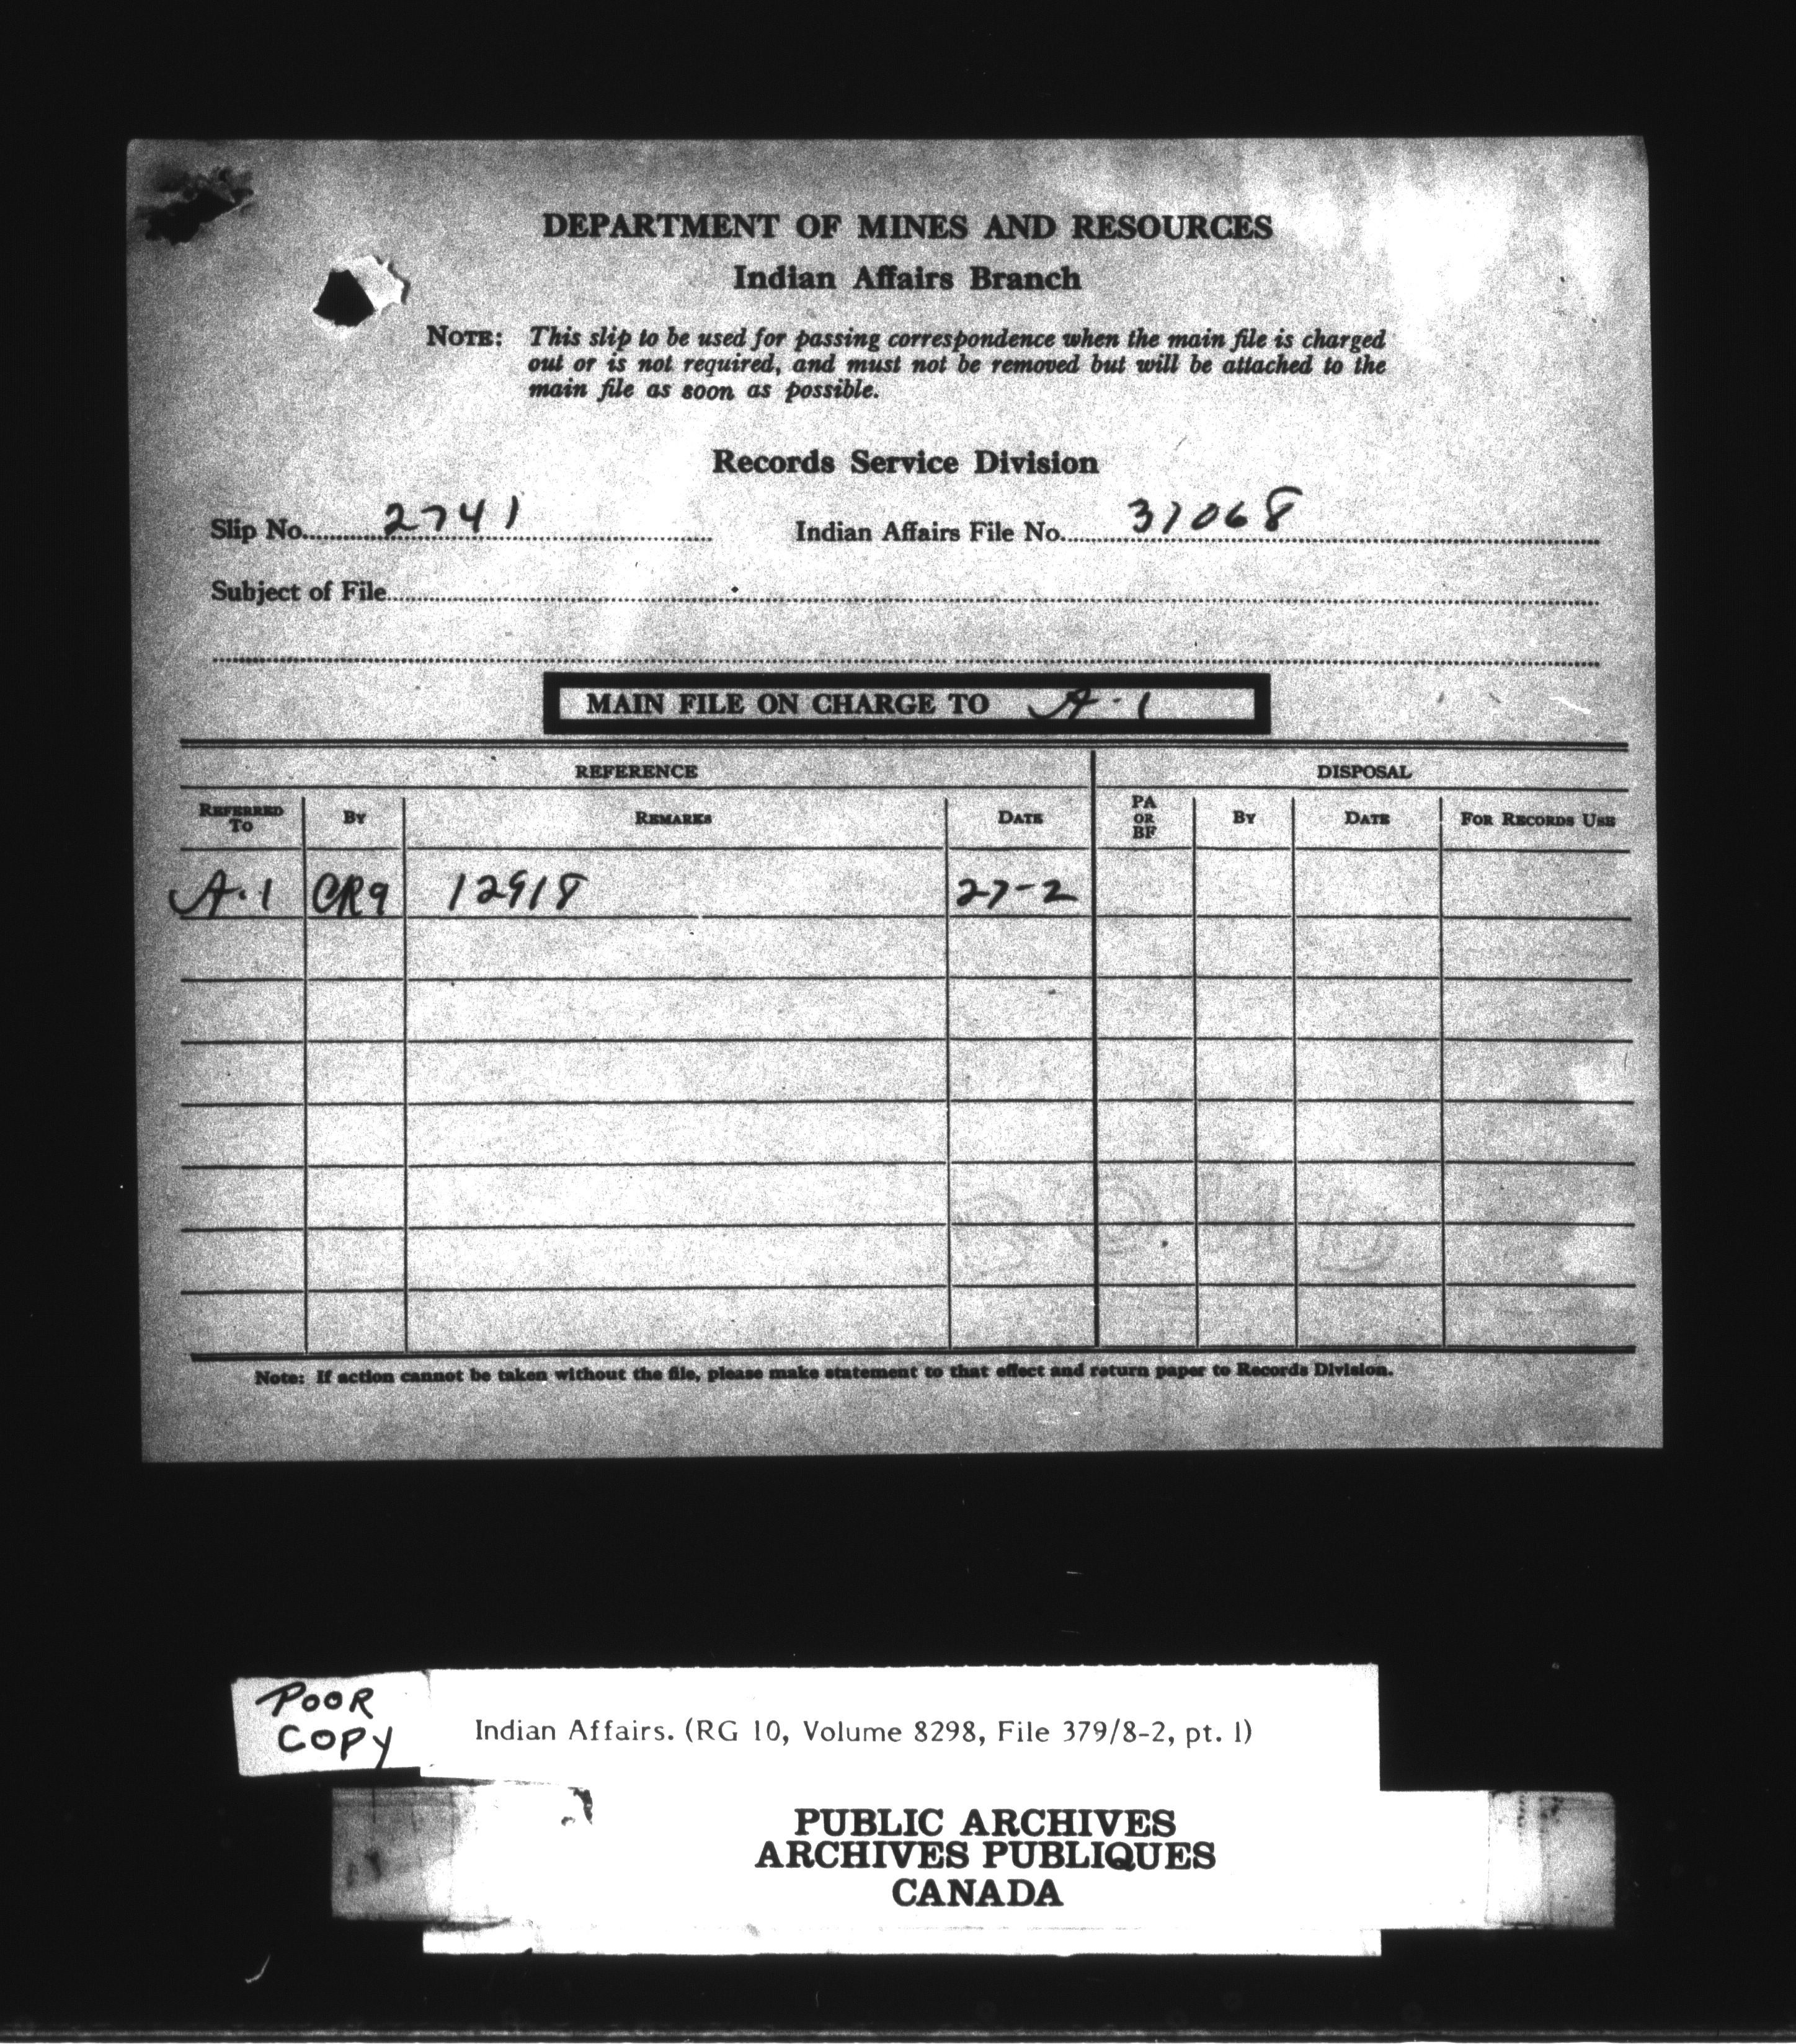 DEPARTMENT OF MINES AND RESOURCES
Indian Affairs Branch
NOTE: This slip to be used for passing correspondence when the main file is charged
out or is not required, and must not be removed but will be attached to the
main file as soon as possible.
Records Service Division
Slip No. 2741 Indian Affairs File No. 37068
Subject of File
MAIN FILE ON CHARGE TO A-1
REFERENCE DISPOSAL
REFERRED TO BY REMARKS DATE PA OR BF BY DATE FOR RECORDS USE
A.1 CR9 12918 27-2
Note: If action cannot be taken without the file, please make statement to that effect and return paper to Records Division.
POOR
COPY
Indian Affairs. (RG 10, Volume 8298, File 379/8-2, pt. 1)
PUBLIC ARCHIVES
ARCHIVES PUBLIQUES
CANADA